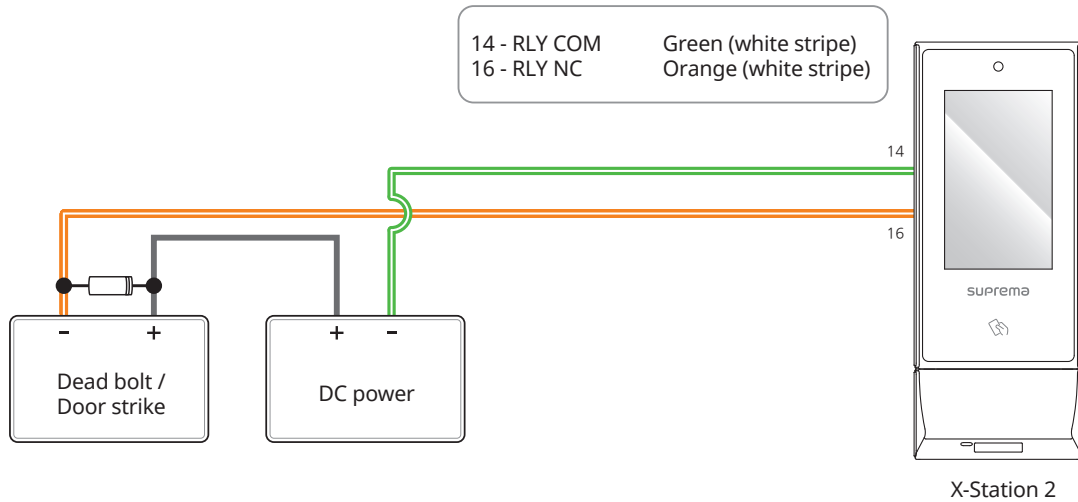 14 - RLY COM Green (white stripe)
16 - RLY NC Orange (white stripe)
14
16
suprema
- +
+ -
Dead bolt /
Door strike
DC power
X-Station 2